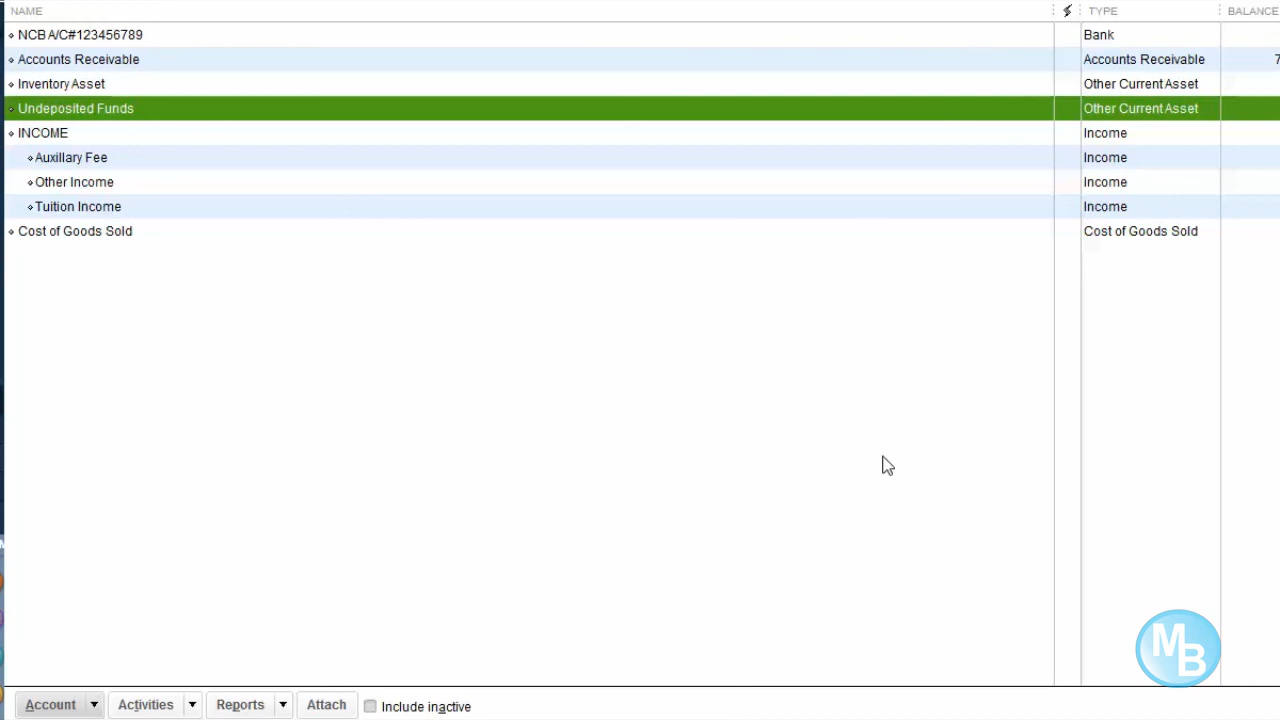 NAME TYPE BALANCE
NCB A/C#123456789 Bank
Accounts Receivable Accounts Receivable 7
Inventory Asset Other Current Asset
Undeposited Funds Other Current Asset
INCOME Income
Auxillary Fee Income
Other Income Income
Tuition Income Income
Cost of Goods Sold Cost of Goods Sold
MB
Account Activities Reports Attach Include inactive